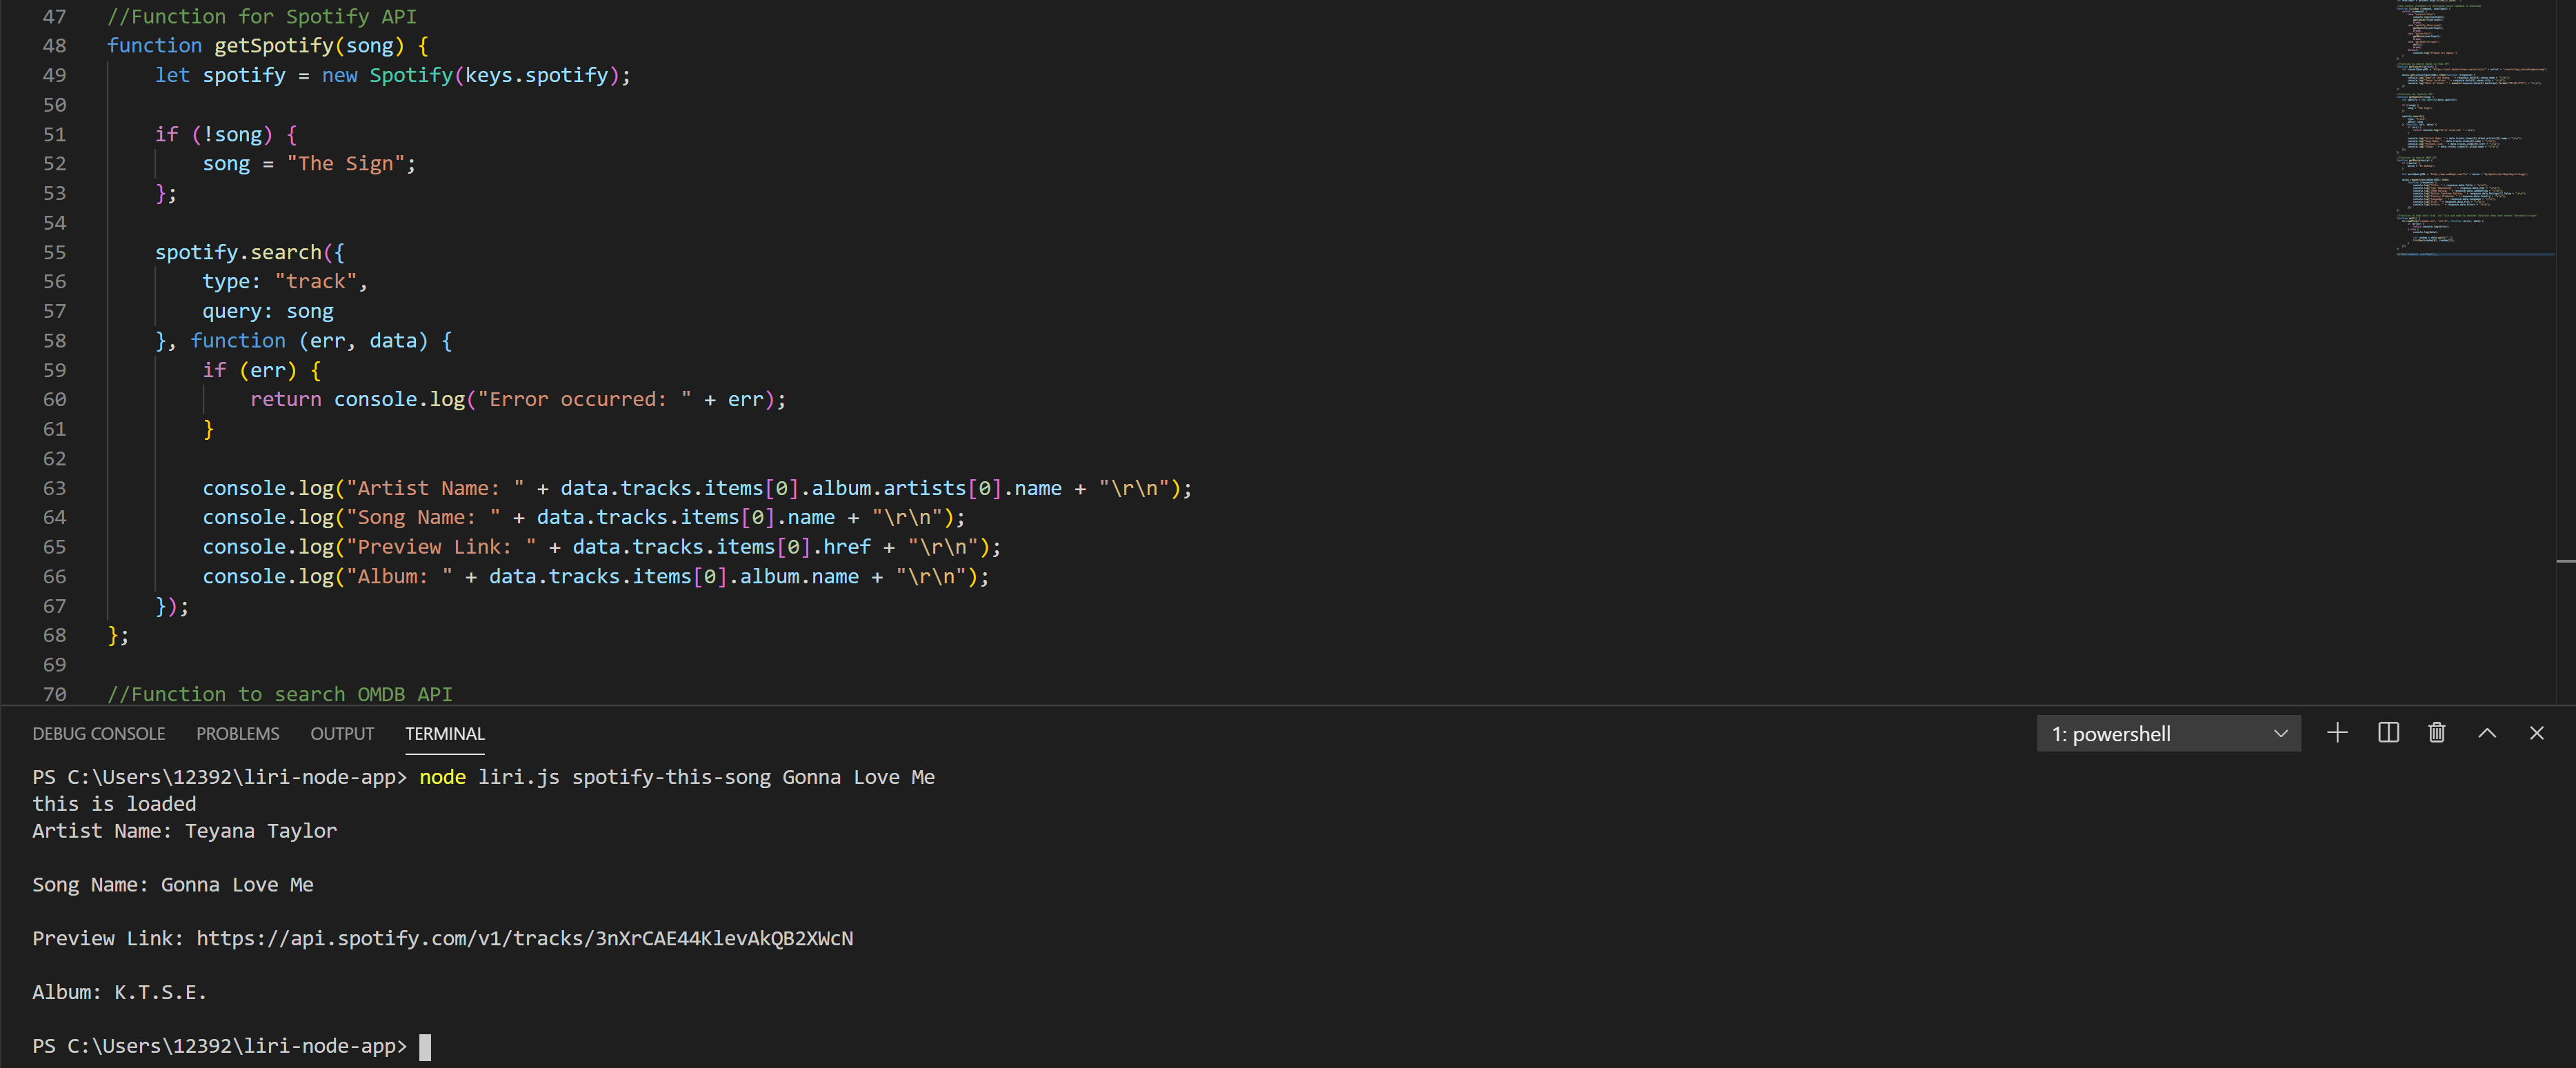 47 //Function for Spotify API
48 function getSpotify(song) {
49     let spotify = new Spotify(keys.spotify);
50
51     if (!song) {
52         song = "The Sign";
53     };
54
55     spotify.search({
56         type: "track",
57         query: song
58     }, function (err, data) {
59         if (err) {
60             return console.log("Error occurred: " + err);
61         }
62
63         console.log("Artist Name: " + data.tracks.items[0].album.artists[0].name + "\r\n");
64         console.log("Song Name: " + data.tracks.items[0].name + "\r\n");
65         console.log("Preview Link: " + data.tracks.items[0].href + "\r\n");
66         console.log("Album: " + data.tracks.items[0].album.name + "\r\n");
67     });
68 };
69
70 //Function to search OMDB API
DEBUG CONSOLE PROBLEMS OUTPUT TERMINAL 1: powershell
PS C:\Users\12392\liri-node-app> node liri.js spotify-this-song Gonna Love Me
this is loaded
Artist Name: Teyana Taylor
Song Name: Gonna Love Me
Preview Link: https://api.spotify.com/v1/tracks/3nXrCAE44KlevAkQB2XWcN
Album: K.T.S.E.
PS C:\Users\12392\liri-node-app>